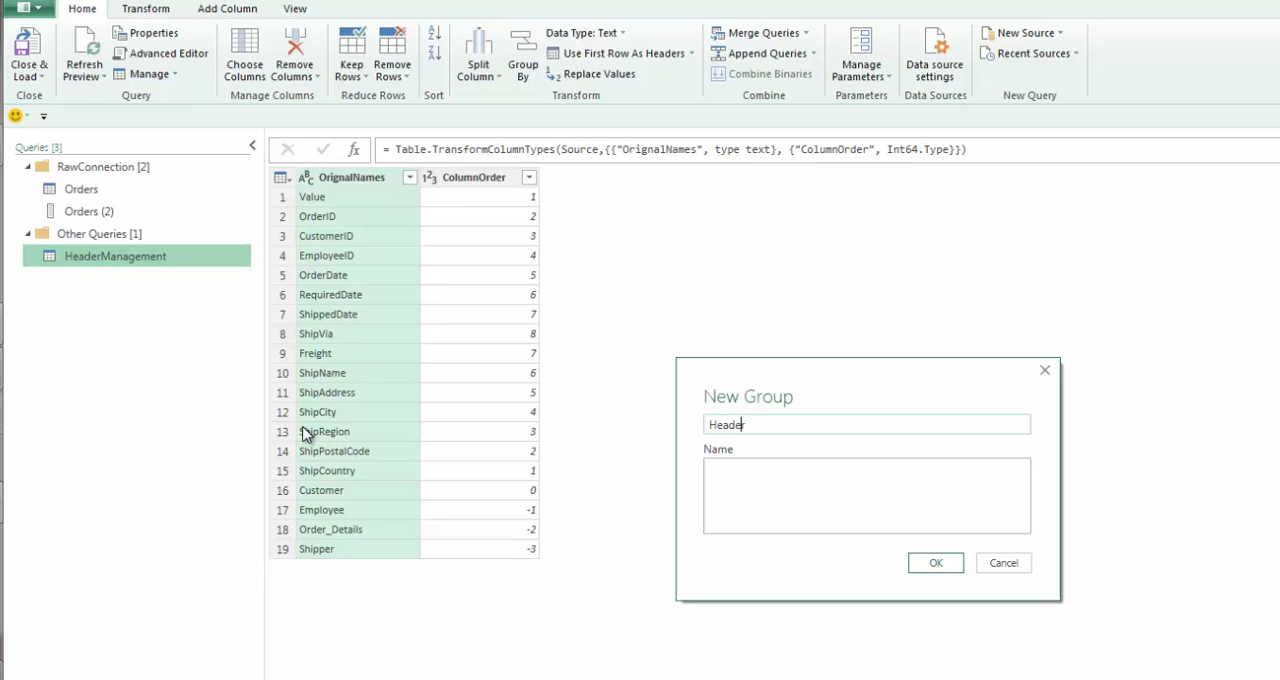 Home Transform Add Column View
Close & Load
Refresh Preview
Properties
Advanced Editor
Manage
Choose Columns
Remove Columns
Keep Rows
Remove Rows
Split Column
Group By
Data Type: Text
Use First Row As Headers
1→2 Replace Values
Merge Queries
Append Queries
Combine Binaries
Manage Parameters
Data source settings
New Source
Recent Sources
Close Query Manage Columns Reduce Rows Sort Transform Combine Parameters Data Sources New Query
Queries [3]
RawConnection [2]
Orders
Orders (2)
Other Queries [1]
HeaderManagement
fx = Table.TransformColumnTypes(Source,{{"OrignalNames", type text}, {"ColumnOrder", Int64.Type}})
ABC OrignalNames 123 ColumnOrder
1 Value 1
2 OrderID 2
3 CustomerID 3
4 EmployeeID 4
5 OrderDate 5
6 RequiredDate 6
7 ShippedDate 7
8 ShipVia 8
9 Freight 7
10 ShipName 6
11 ShipAddress 5
12 ShipCity 4
13 ShipRegion 3
14 ShipPostalCode 2
15 ShipCountry 1
16 Customer 0
17 Employee -1
18 Order_Details -2
19 Shipper -3
New Group
Header
Name
OK Cancel